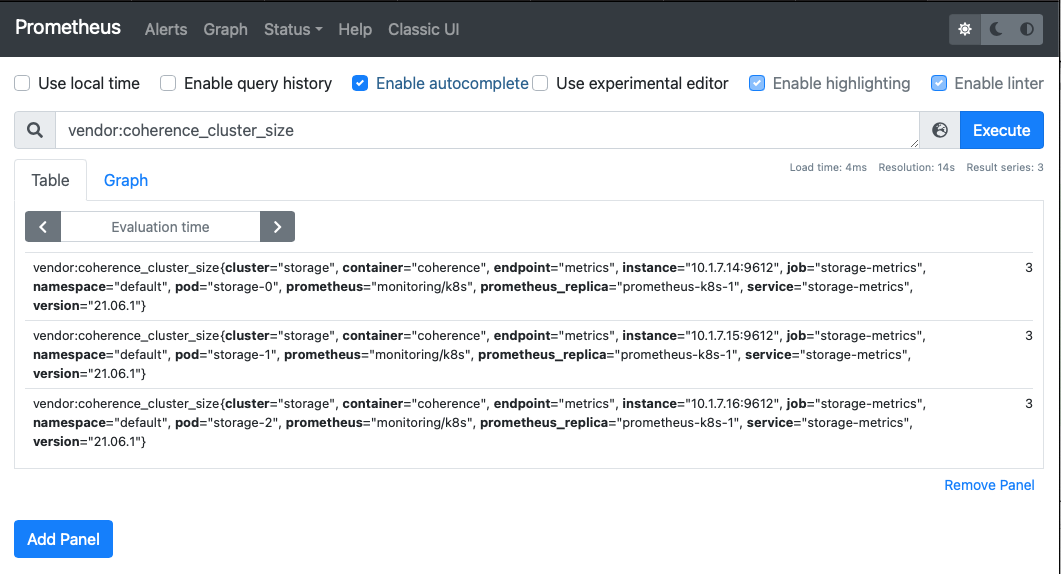 Prometheus Alerts Graph Status Help Classic UI
Use local time Enable query history Enable autocomplete Use experimental editor Enable highlighting Enable linter
vendor:coherence_cluster_size Execute
Load time: 4ms Resolution: 14s Result series: 3
Table Graph
Evaluation time
vendor:coherence_cluster_size{cluster="storage", container="coherence", endpoint="metrics", instance="10.1.7.14:9612", job="storage-metrics", 3
namespace="default", pod="storage-0", prometheus="monitoring/k8s", prometheus_replica="prometheus-k8s-1", service="storage-metrics",
version="21.06.1"}
vendor:coherence_cluster_size{cluster="storage", container="coherence", endpoint="metrics", instance="10.1.7.15:9612", job="storage-metrics", 3
namespace="default", pod="storage-1", prometheus="monitoring/k8s", prometheus_replica="prometheus-k8s-1", service="storage-metrics",
version="21.06.1"}
vendor:coherence_cluster_size{cluster="storage", container="coherence", endpoint="metrics", instance="10.1.7.16:9612", job="storage-metrics", 3
namespace="default", pod="storage-2", prometheus="monitoring/k8s", prometheus_replica="prometheus-k8s-1", service="storage-metrics",
version="21.06.1"}
Remove Panel
Add Panel